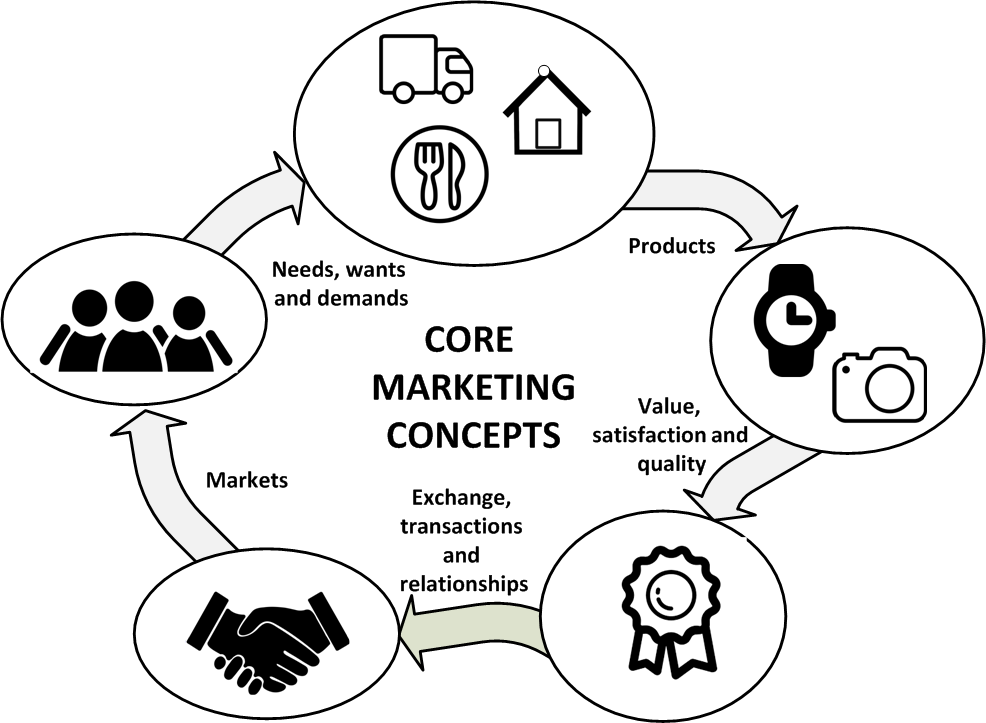 Needs, wants
and demands
Products
CORE
MARKETING
CONCEPTS
Value,
satisfaction and
quality
Exchange,
transactions
and
relationships
Markets